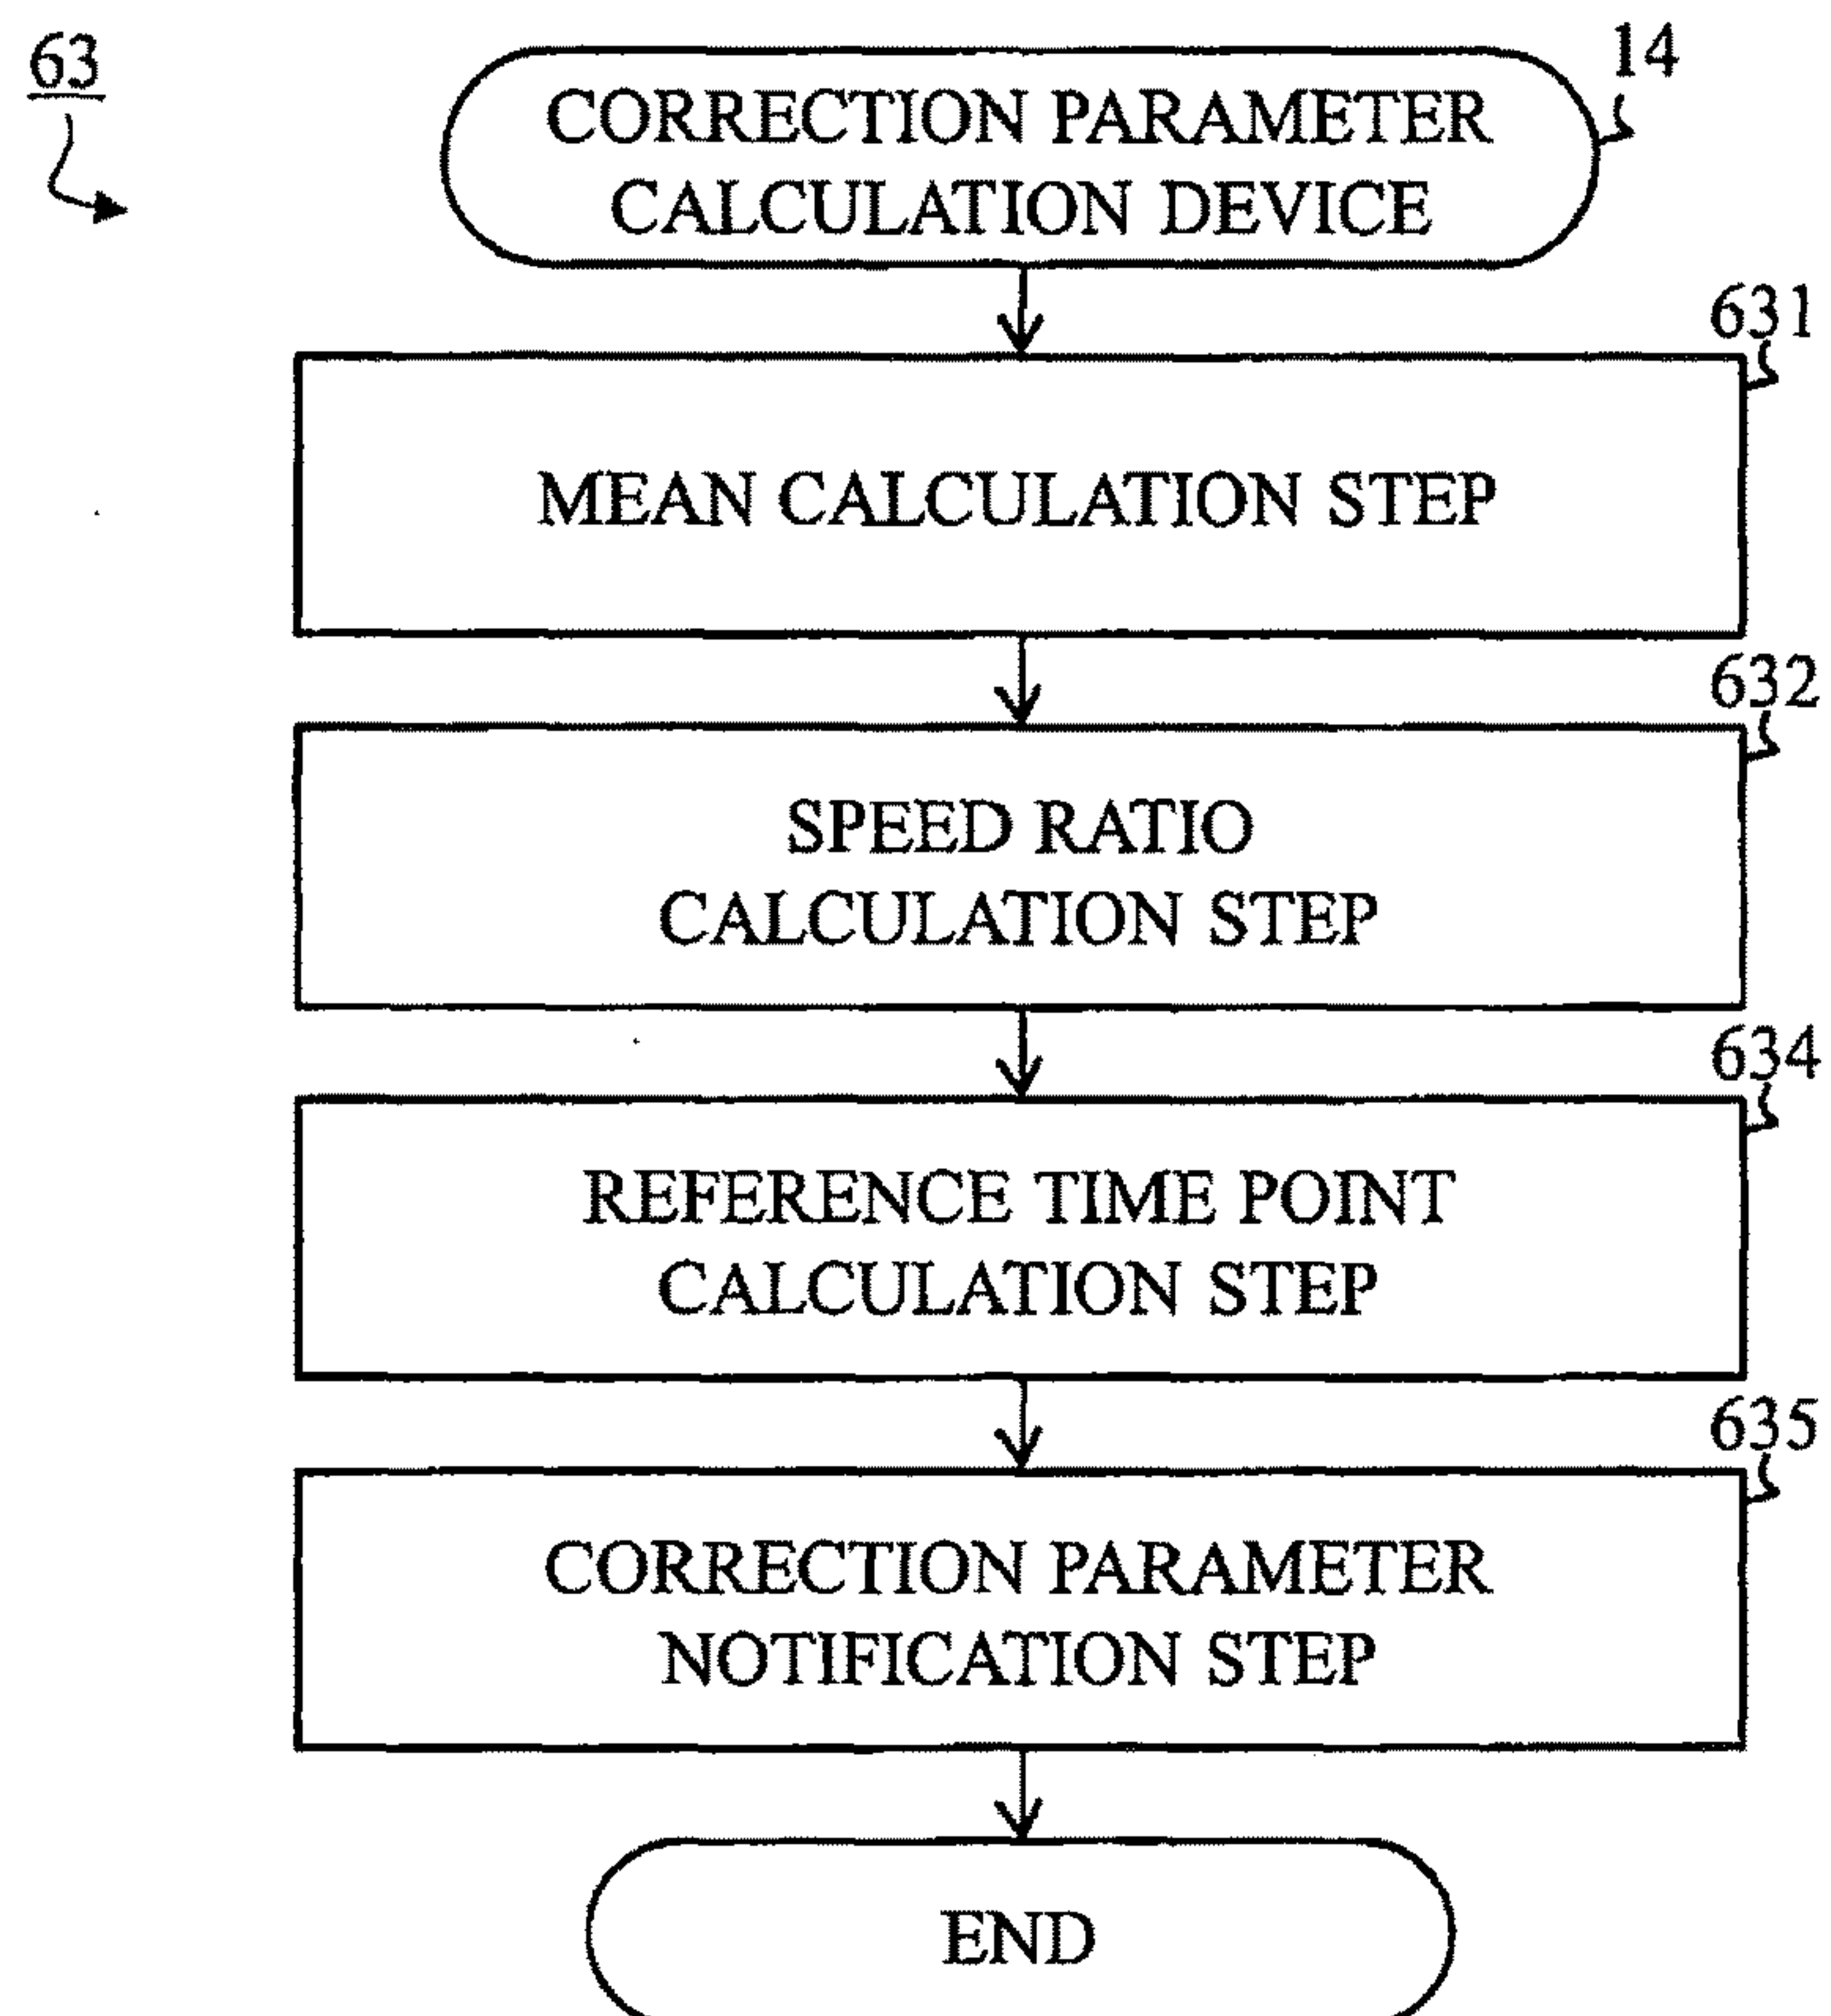 63
14
CORRECTION PARAMETER
CALCULATION DEVICE
631
MEAN CALCULATION STEP
632
SPEED RATIO
CALCULATION STEP
634
REFERENCE TIME POINT
CALCULATION STEP
635
CORRECTION PARAMETER
NOTIFICATION STEP
END